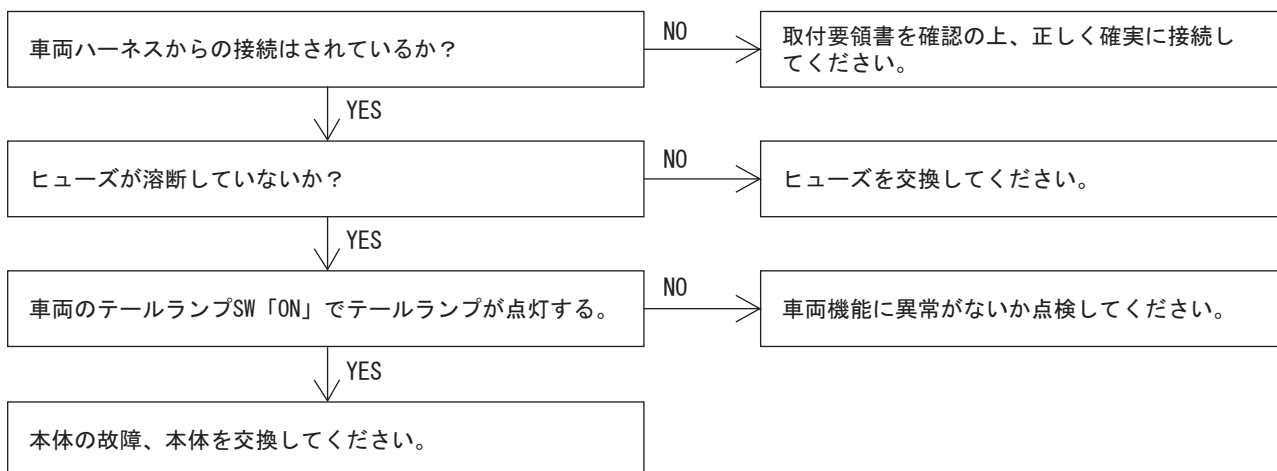 車両ハーネスからの接続はされているか？
NO
取付要領書を確認の上、正しく確実に接続し
てください。
YES
ヒューズが溶断していないか？
NO
ヒューズを交換してください。
YES
車両のテールランプSW「ON」でテールランプが点灯する。
NO
車両機能に異常がないか点検してください。
YES
本体の故障、本体を交換してください。